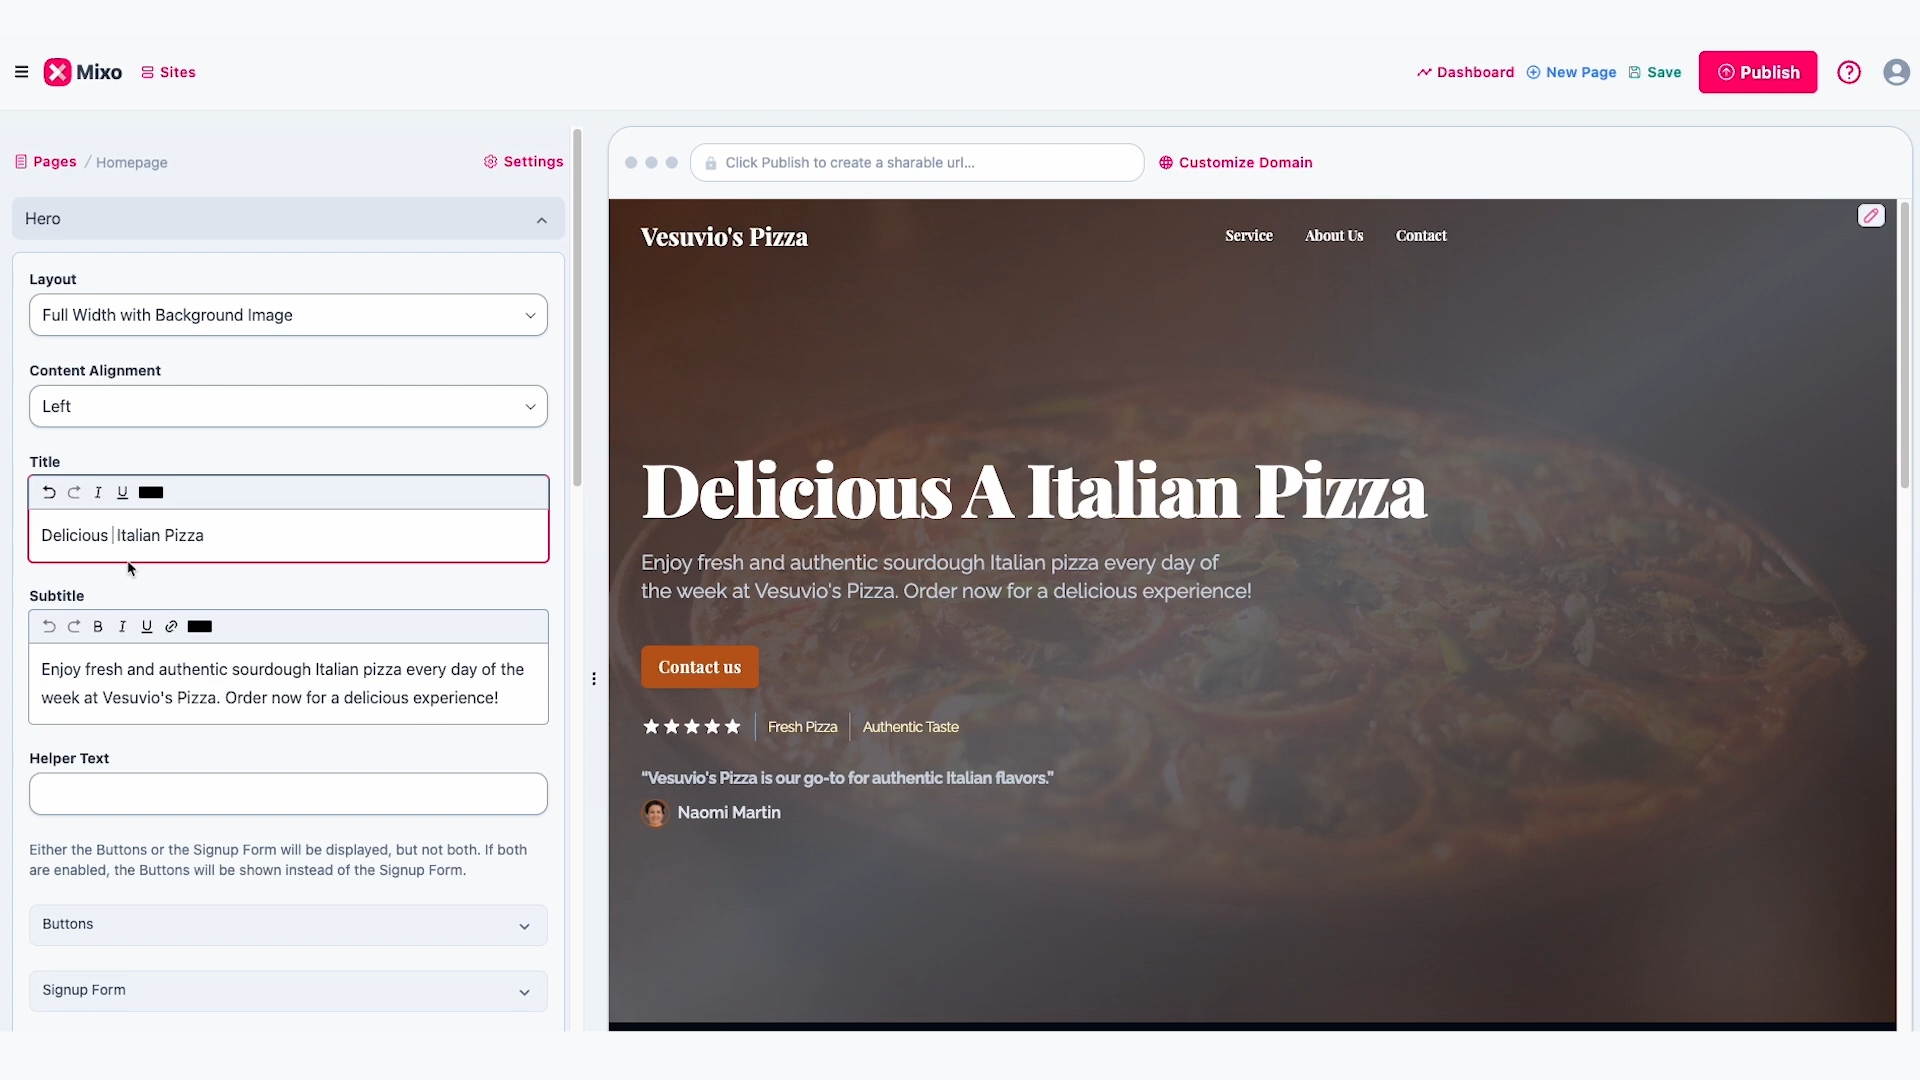 Mixo
Sites
Dashboard
New Page
Save
Publish
Pages / Homepage
Settings
Click Publish to create a sharable url...
Customize Domain
Hero
Layout
Full Width with Background Image
Content Alignment
Left
Title
Delicious Italian Pizza
Subtitle
Enjoy fresh and authentic sourdough Italian pizza every day of the
week at Vesuvio's Pizza. Order now for a delicious experience!
Helper Text
Either the Buttons or the Signup Form will be displayed, but not both. If both
are enabled, the Buttons will be shown instead of the Signup Form.
Buttons
Signup Form
Vesuvio's Pizza
Service
About Us
Contact
Delicious A Italian Pizza
Enjoy fresh and authentic sourdough Italian pizza every day of
the week at Vesuvio's Pizza. Order now for a delicious experience!
Contact us
Fresh Pizza
Authentic Taste
“Vesuvio's Pizza is our go-to for authentic Italian flavors.”
Naomi Martin